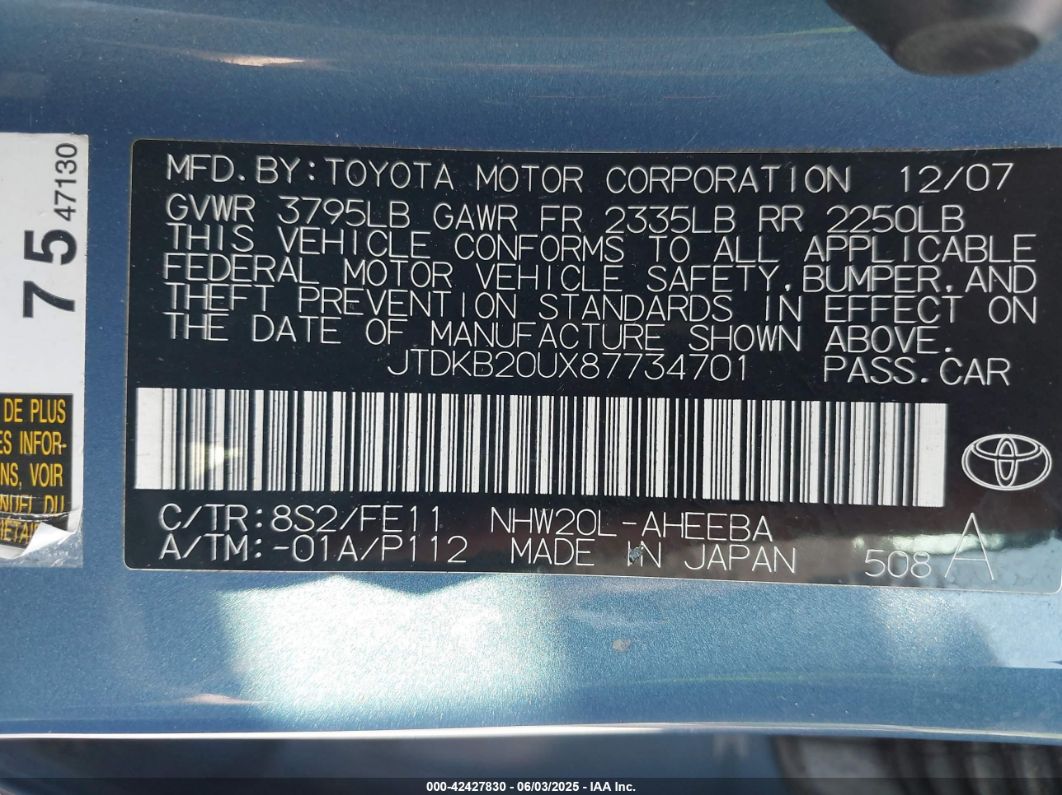 MFD. BY: TOYOTA MOTOR CORPORATION 12/07
GVWR 3795LB GAWR FR 2335LB RR 2250LB
THIS VEHICLE CONFORMS TO ALL APPLICABLE
FEDERAL MOTOR VEHICLE SAFETY, BUMPER, AND
THEFT PREVENTION STANDARDS IN EFFECT ON
THE DATE OF MANUFACTURE SHOWN ABOVE.
JTDKB20UX87734701 PASS. CAR
C/TR: 8S2/FE11 NHW20L-AHEEBA
A/TM: -01A/P112 MADE IN JAPAN 508 A
75 47130
DE PLUS
ES INFOR-
NS, VOIR
NUEL DU
000-42427830 - 06/03/2025 - IAA Inc.